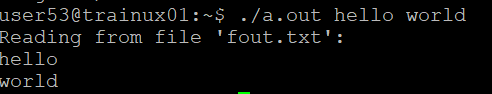 user53@trainux01:~$ ./a.out hello world
Reading from file 'fout.txt':
hello
world